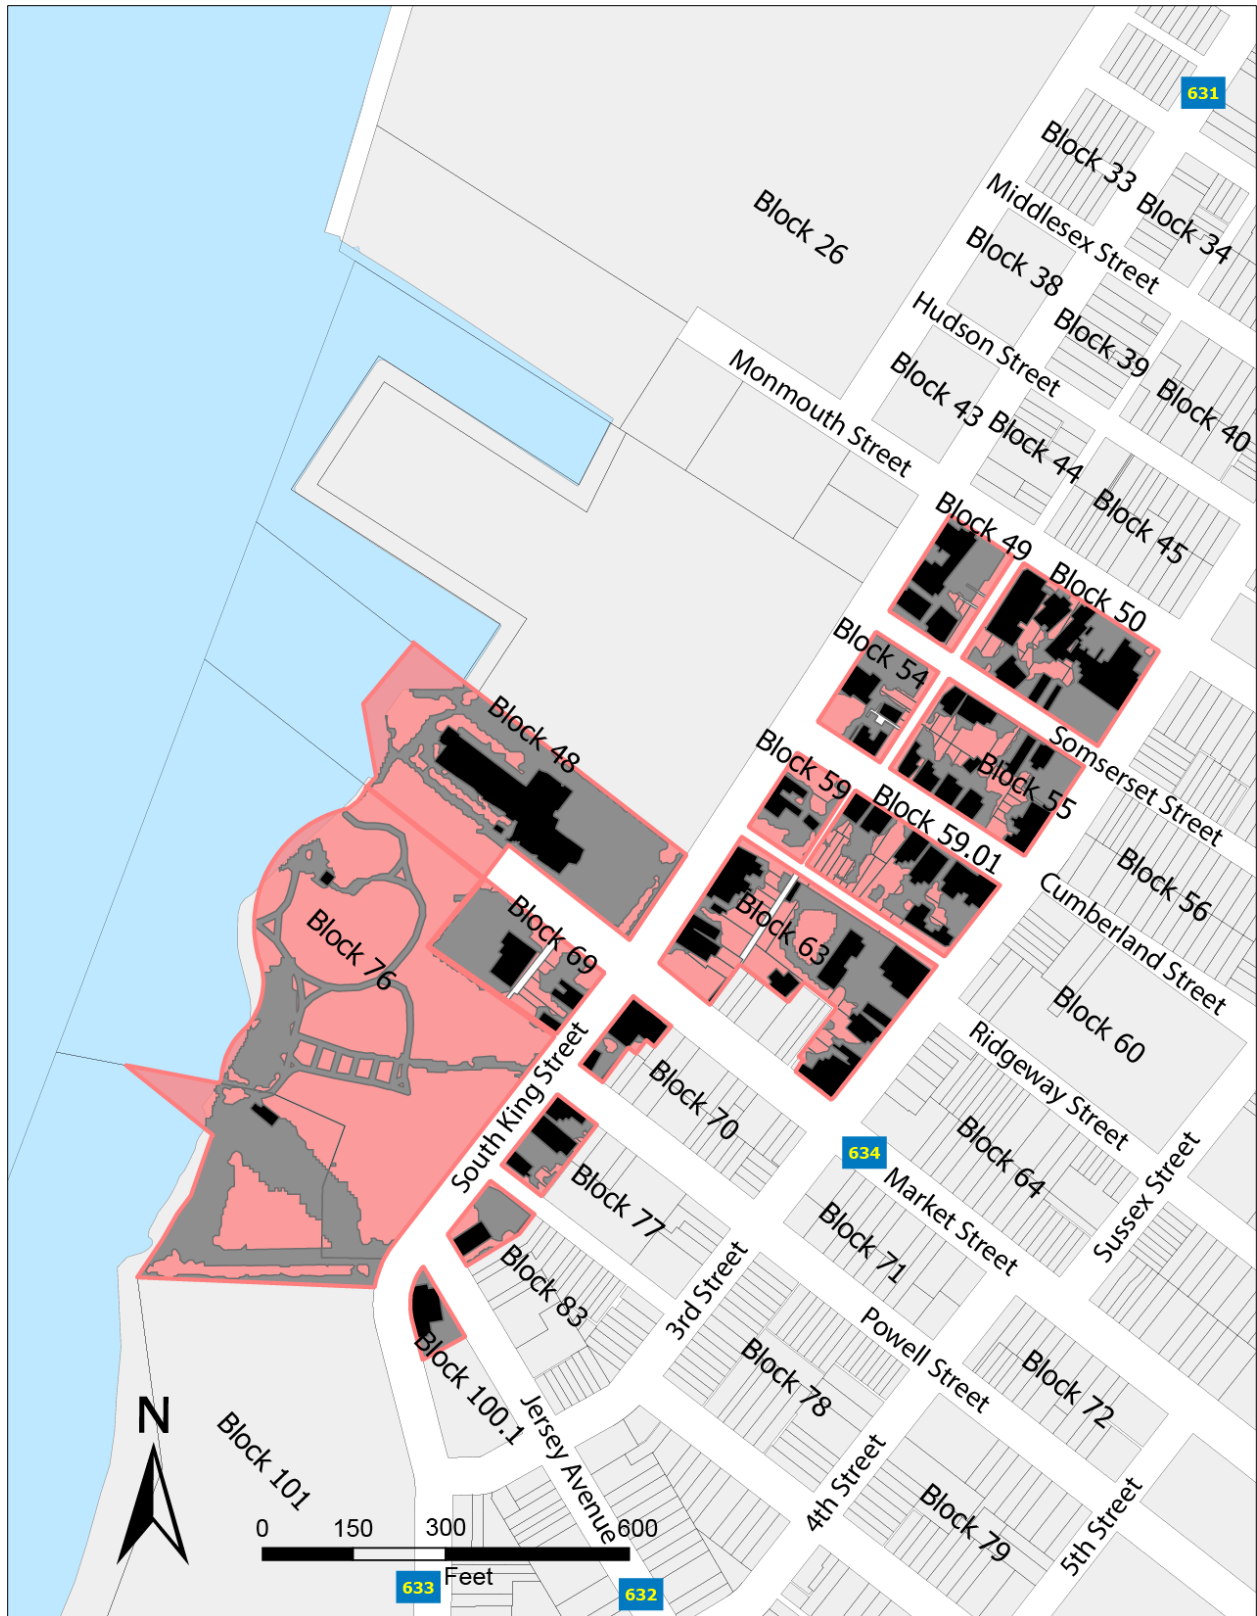 631
Block 33
Middlesex Street
Block 34
Block 26
Block 38
Hudson Street
Block 39
Monmouth Street
Block 43
Block 40
Block 44
Block 45
Block 49
Block 50
Block 54
Block 48
Somserset Street
Block 59
Block 55
Block 59.01
Block 56
Cumberland Street
Block 69
Block 63
Block 76
Block 60
Ridgeway Street
South King Street
Block 70
634
Block 64
Market Street
Sussex Street
Block 77
Block 71
Block 83
3rd Street
Powell Street
Block 78
Block 72
Block 100.1
Jersey Avenue
N
Block 101
4th Street
Block 79
5th Street
0 150 300 600
Feet
633
632